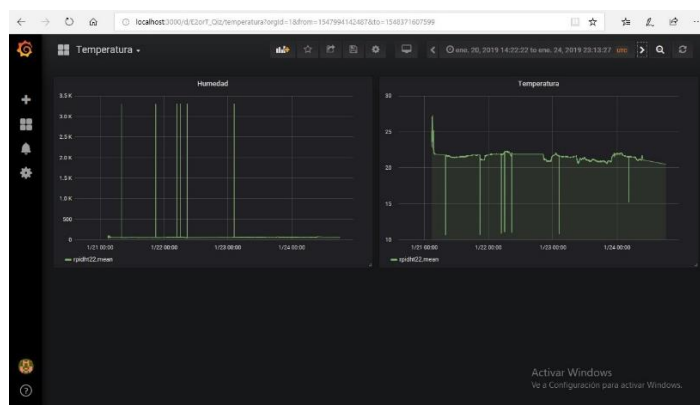 localhost:3000/d/E2orT_Qiz/temperatura?orgId=1&from=1547994142487&to=1548371607599
Temperatura
ene. 20, 2019 14:22:22 to ene. 24, 2019 23:13:27 UTC
Humedad
3.5 K
3.0 K
2.5 K
2.0 K
1.5 K
1.0 K
500
0
1/21 00:00 1/22 00:00 1/23 00:00 1/24 00:00
rpidht22.mean
Temperatura
30
25
20
15
10
1/21 00:00 1/22 00:00 1/23 00:00 1/24 00:00
rpidht22.mean
Activar Windows
Ve a Configuración para activar Windows.